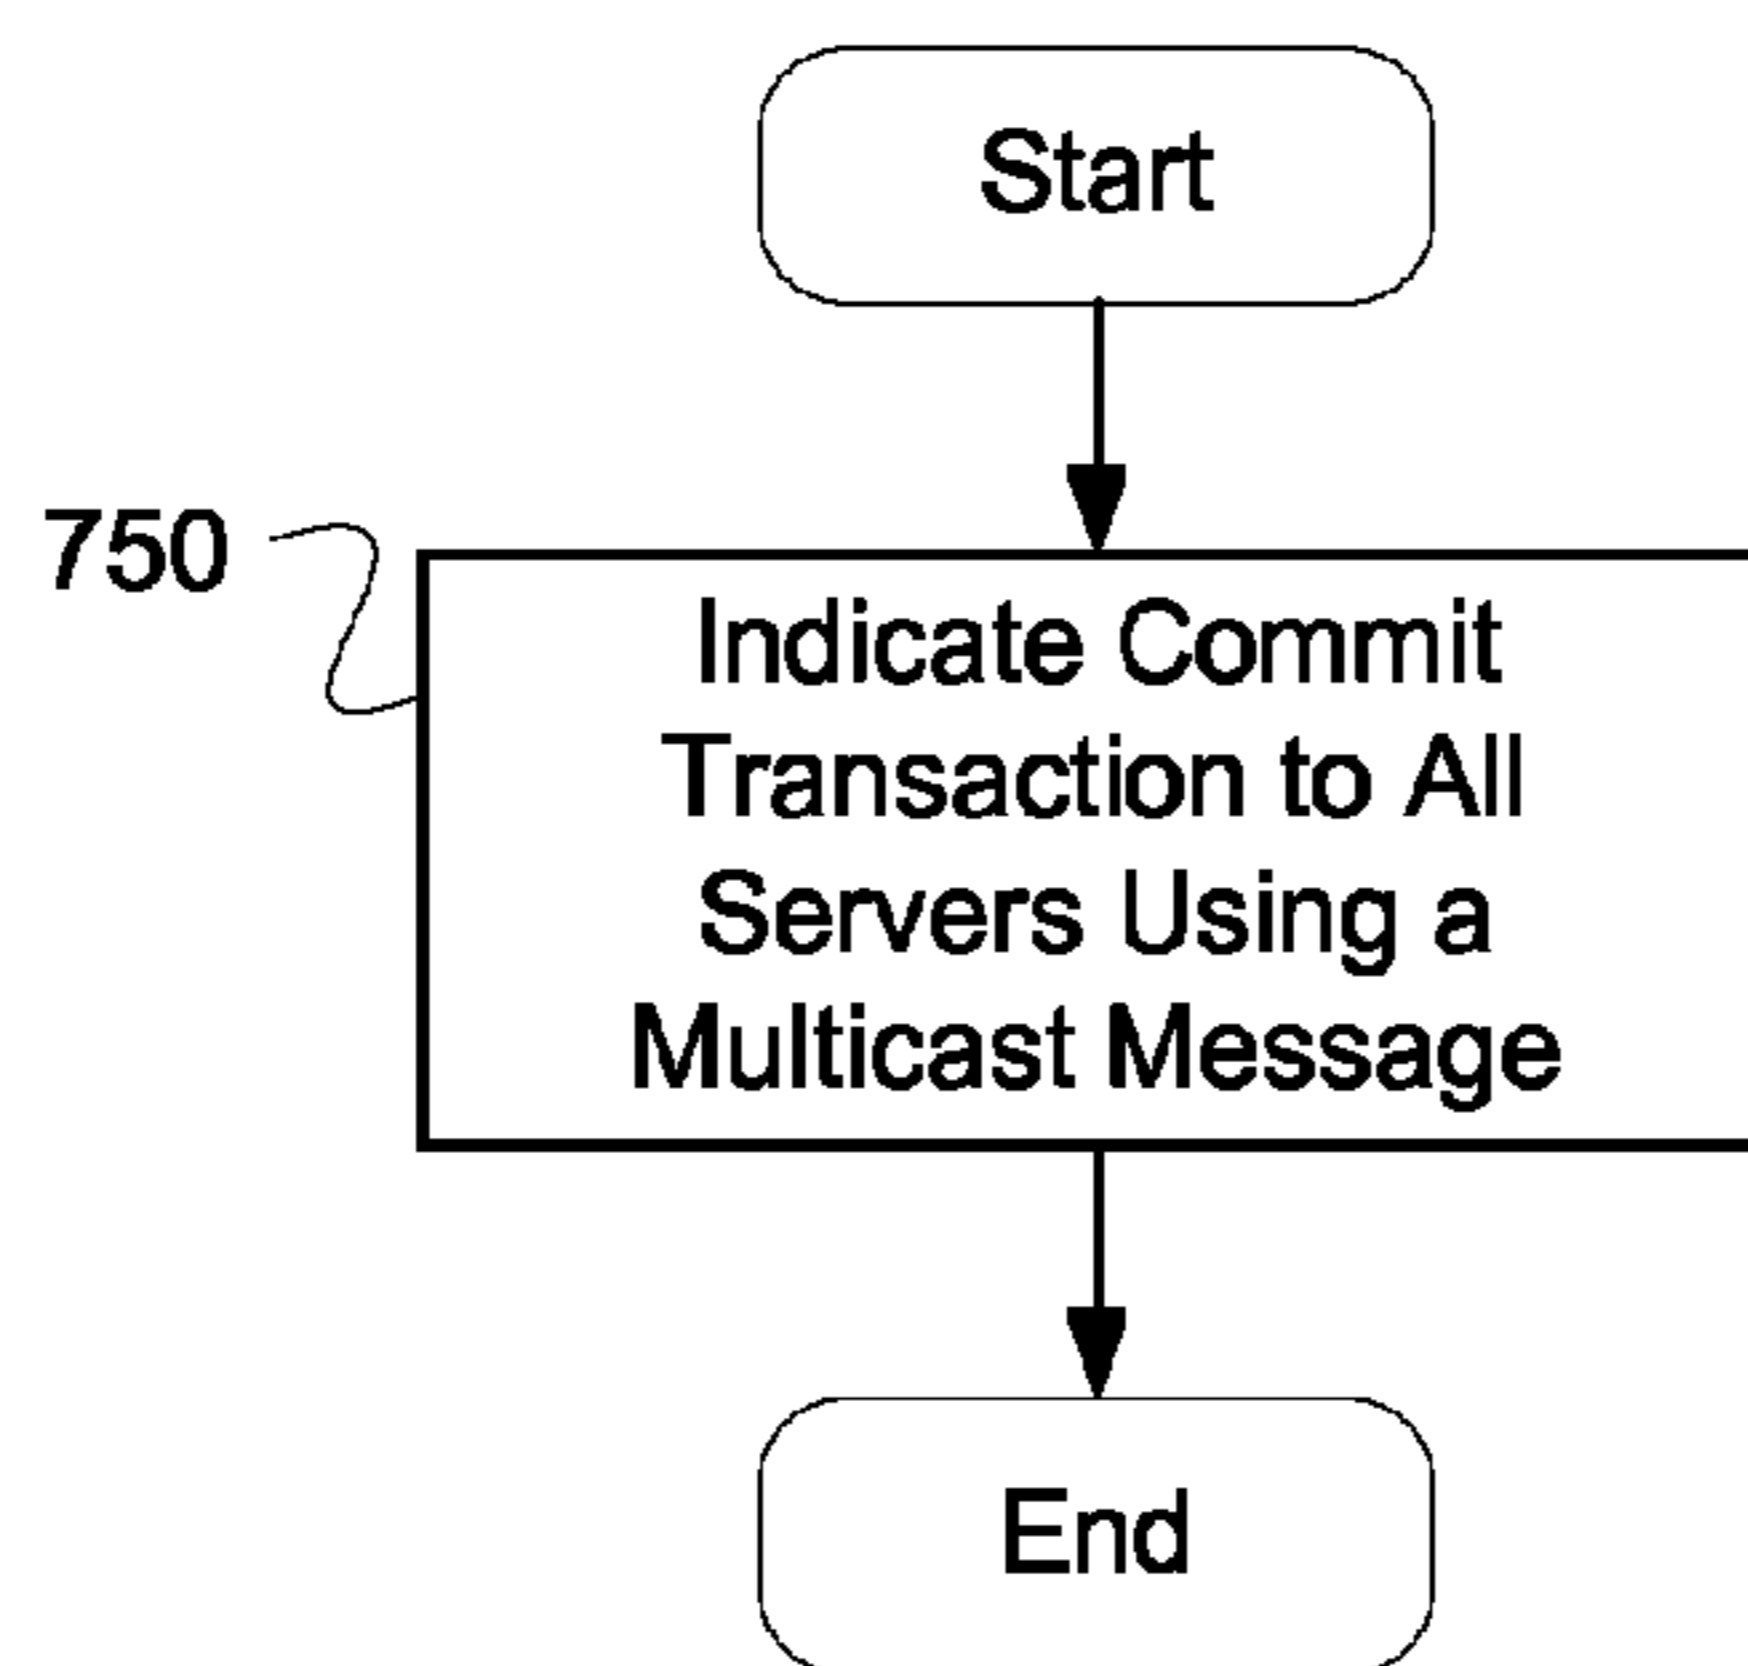 Start
750
Indicate Commit
Transaction to All
Servers Using a
Multicast Message
End